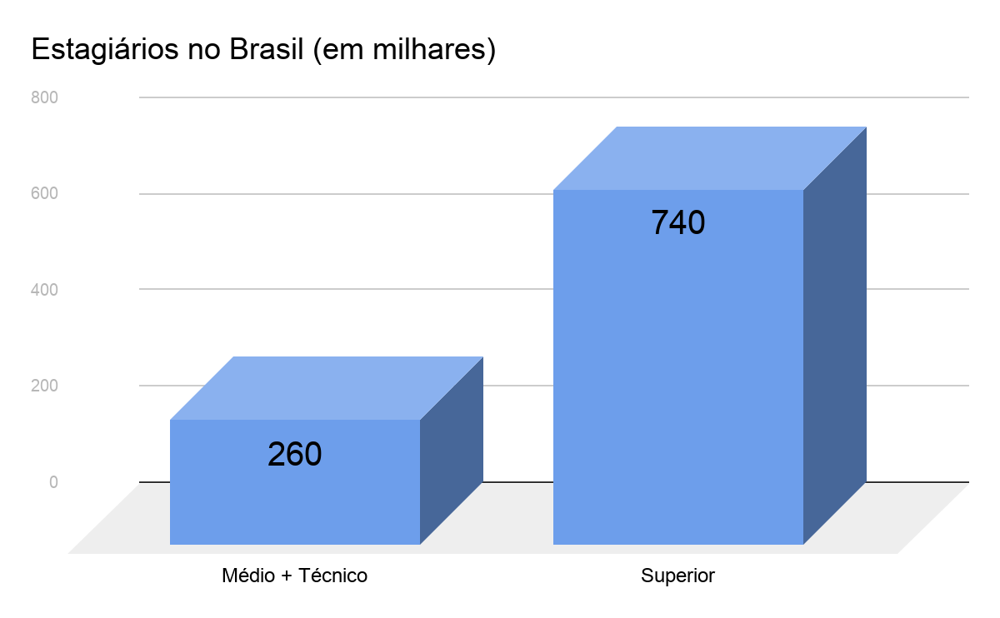 Estagiários no Brasil (em milhares)
800
600
400
200
0
740
260
Médio + Técnico
Superior